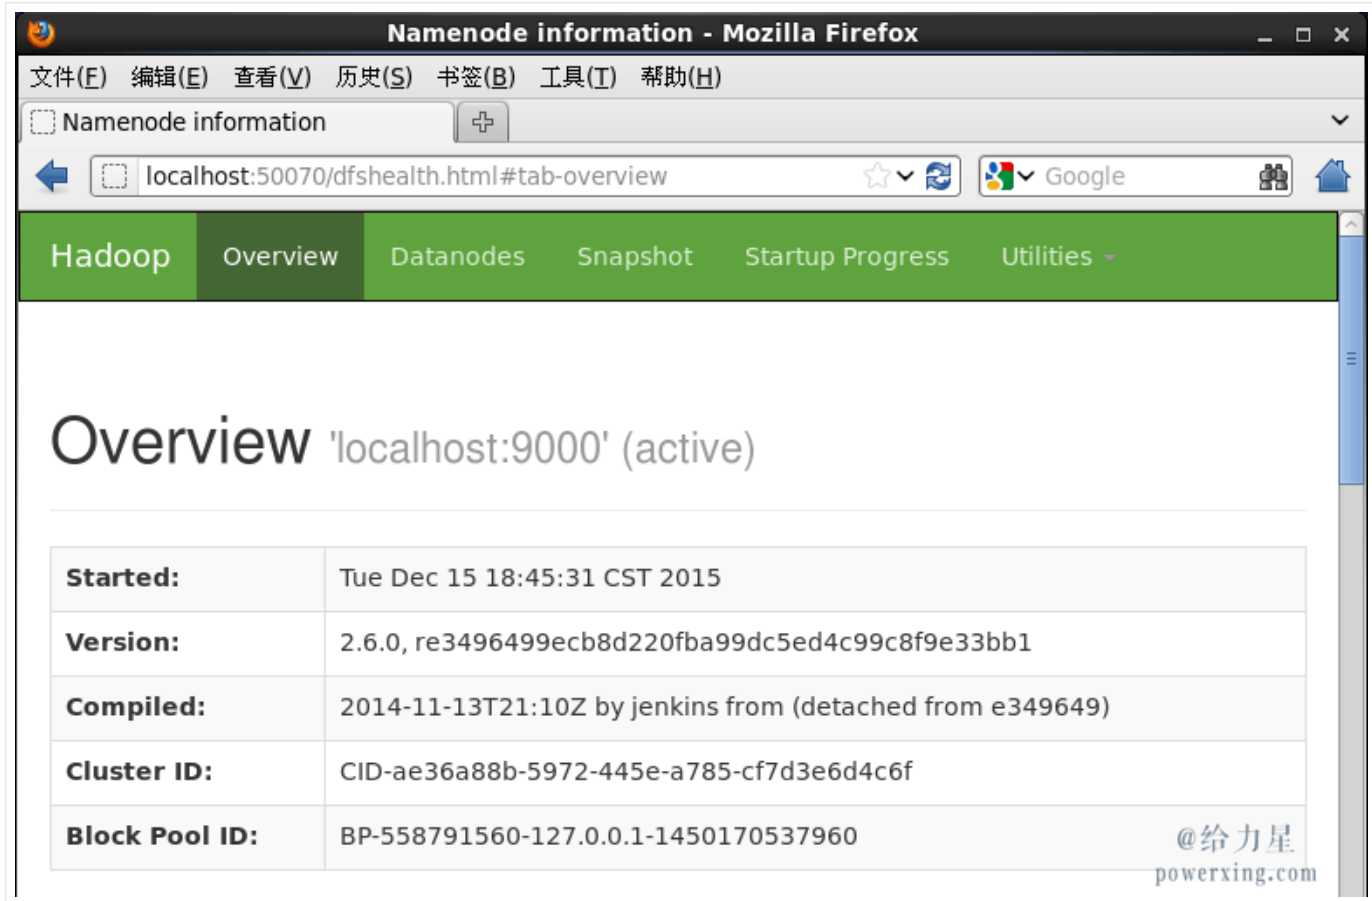 Namenode information - Mozilla Firefox
文件(F) 编辑(E) 查看(V) 历史(S) 书签(B) 工具(T) 帮助(H)
Namenode information
localhost:50070/dfshealth.html#tab-overview Google
Hadoop Overview Datanodes Snapshot Startup Progress Utilities
Overview 'localhost:9000' (active)
Started: Tue Dec 15 18:45:31 CST 2015
Version: 2.6.0, re3496499ecb8d220fba99dc5ed4c99c8f9e33bb1
Compiled: 2014-11-13T21:10Z by jenkins from (detached from e349649)
Cluster ID: CID-ae36a88b-5972-445e-a785-cf7d3e6d4c6f
Block Pool ID: BP-558791560-127.0.0.1-1450170537960
@给力星
powerxing.com